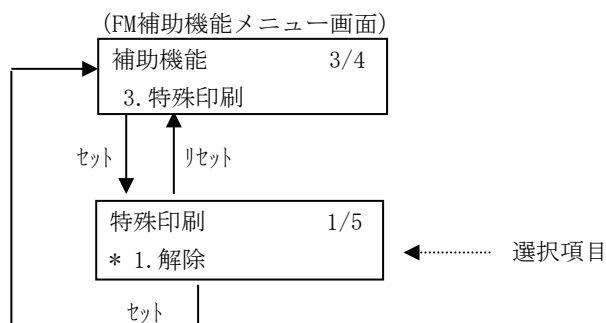 (FM補助機能メニュー画面)
補助機能 3/4
3.特殊印刷
ｾｯﾄ ﾘｾｯﾄ
特殊印刷 1/5
* 1.解除 選択項目
ｾｯﾄ